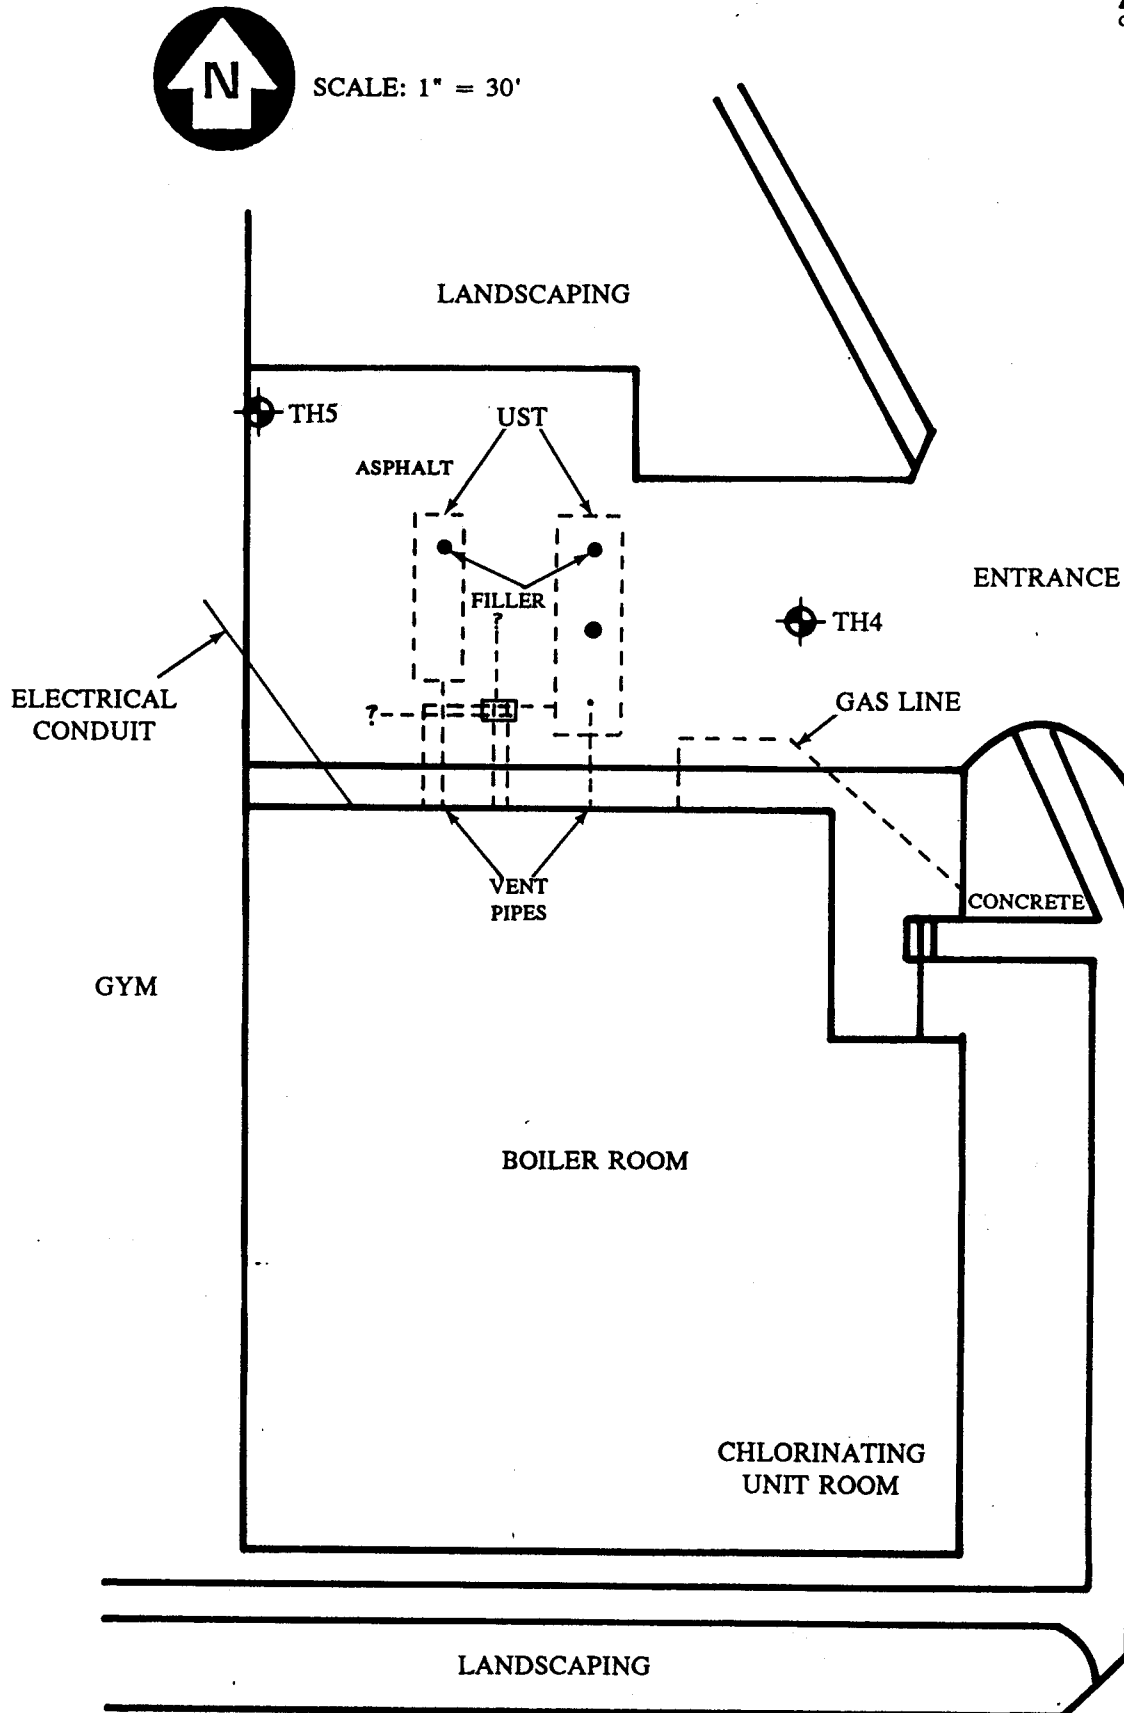 N
SCALE: 1" = 30'
LANDSCAPING
TH5
UST
ASPHALT
FILLER
?
ENTRANCE
TH4
ELECTRICAL
CONDUIT
?
GAS LINE
VENT
PIPES
CONCRETE
GYM
BOILER ROOM
CHLORINATING
UNIT ROOM
LANDSCAPING